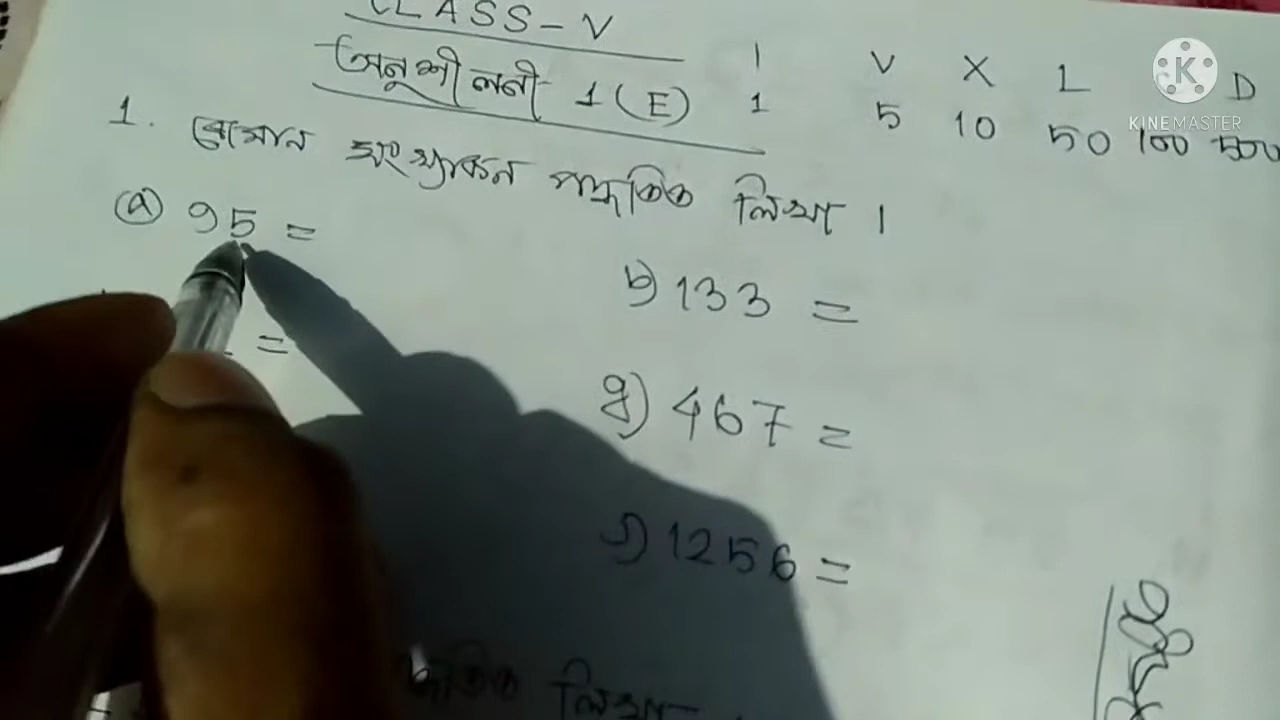 CLASS-V
অনুশীলনী 1(E)
I V X L D
1 5 10 50 100 500
KINEMASTER
1. ৰোমান সংখ্যাঙ্কন পদ্ধতিত লিখা ।
a) 95 =
b) 133 =
=
467 =
1256 =
লিখা